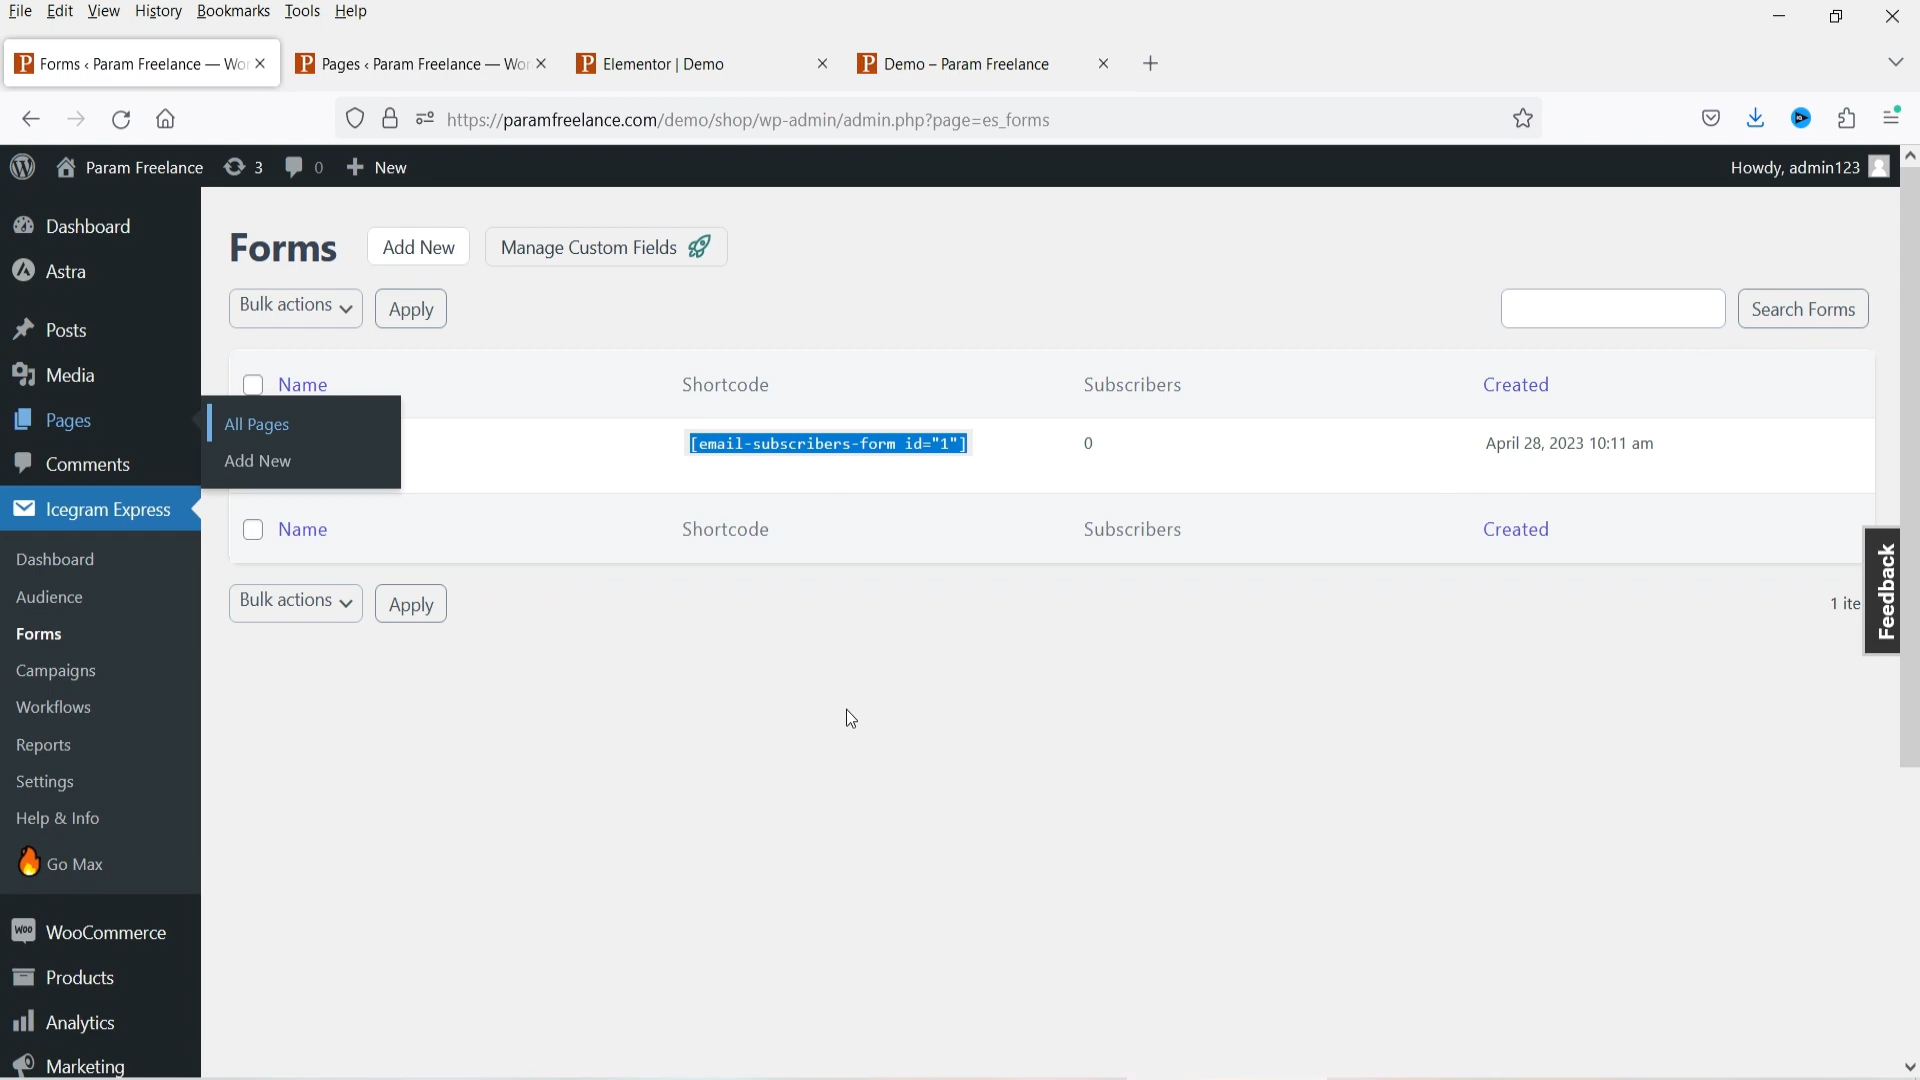 File Edit View History Bookmarks Tools Help
Forms ‹ Param Freelance — Wor
Pages ‹ Param Freelance — Wor
Elementor | Demo
Demo – Param Freelance
https://paramfreelance.com/demo/shop/wp-admin/admin.php?page=es_forms
Param Freelance 3 0 New
Howdy, admin123
Dashboard
Astra
Posts
Media
Pages
Comments
Icegram Express
Dashboard
Audience
Forms
Campaigns
Workflows
Reports
Settings
Help & Info
Go Max
WooCommerce
Products
Analytics
Marketing
All Pages
Add New
Forms Add New Manage Custom Fields
Bulk actions Apply Search Forms
Name Shortcode Subscribers Created
[email-subscribers-form id="1"] 0 April 28, 2023 10:11 am
Name Shortcode Subscribers Created
Bulk actions Apply 1 ite
Feedback